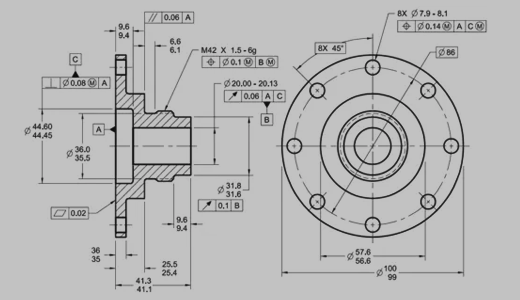 9.6
9.4
// 0.06 A
6,6
6.1
M42 X 1.5 - 6g
⌖ Ø 0.1 Ⓜ B Ⓜ
8X 45°
8X Ø 7.9 - 8.1
⌖ Ø 0.14 Ⓜ A C Ⓜ
Ø 86
C
⊥ Ø 0.08 Ⓜ A
Ø 20.00 - 20.13
↗ 0.06 A C
B
A
Ø 44.60
44.45
Ø 36.0
35.5
Ø 31.8
31.6
↗ 0.1 B
⏥ 0.02
9.6
9.4
36
35
25.5
25.4
41.3
41.1
Ø 57.6
56.6
Ø 100
99